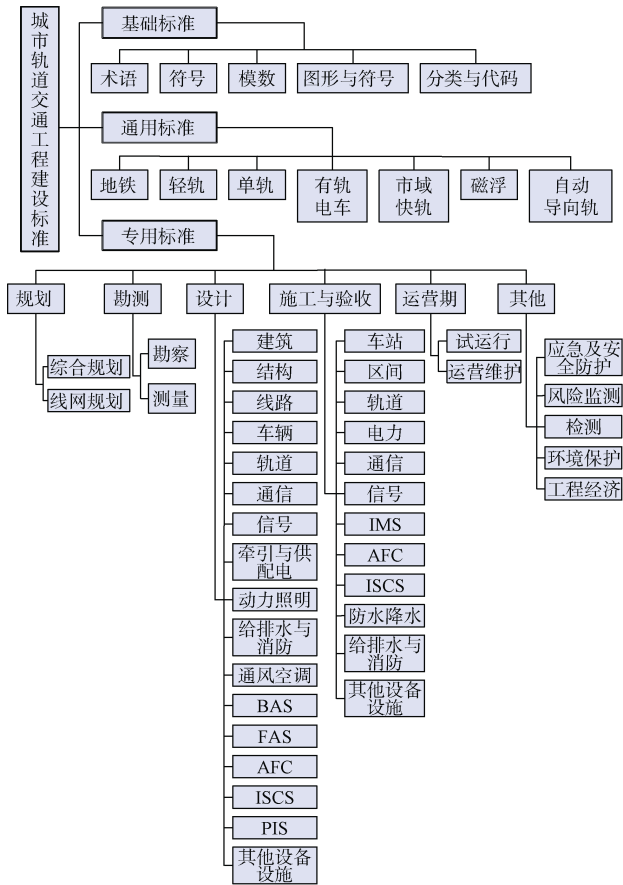 城市轨道交通工程建设标准
基础标准
术语
符号
模数
图形与符号
分类与代码
通用标准
地铁
轻轨
单轨
有轨
电车
市域
快轨
磁浮
自动
导向轨
专用标准
规划
勘测
设计
施工与验收
运营期
其他
综合规划
线网规划
勘察
测量
建筑
结构
线路
车辆
轨道
通信
信号
牵引与供
配电
动力照明
给排水与
消防
通风空调
BAS
FAS
AFC
ISCS
PIS
其他设备
设施
车站
区间
轨道
电力
通信
信号
IMS
AFC
ISCS
防水降水
给排水与
消防
其他设备
设施
试运行
运营维护
应急及安
全防护
风险监测
检测
环境保护
工程经济